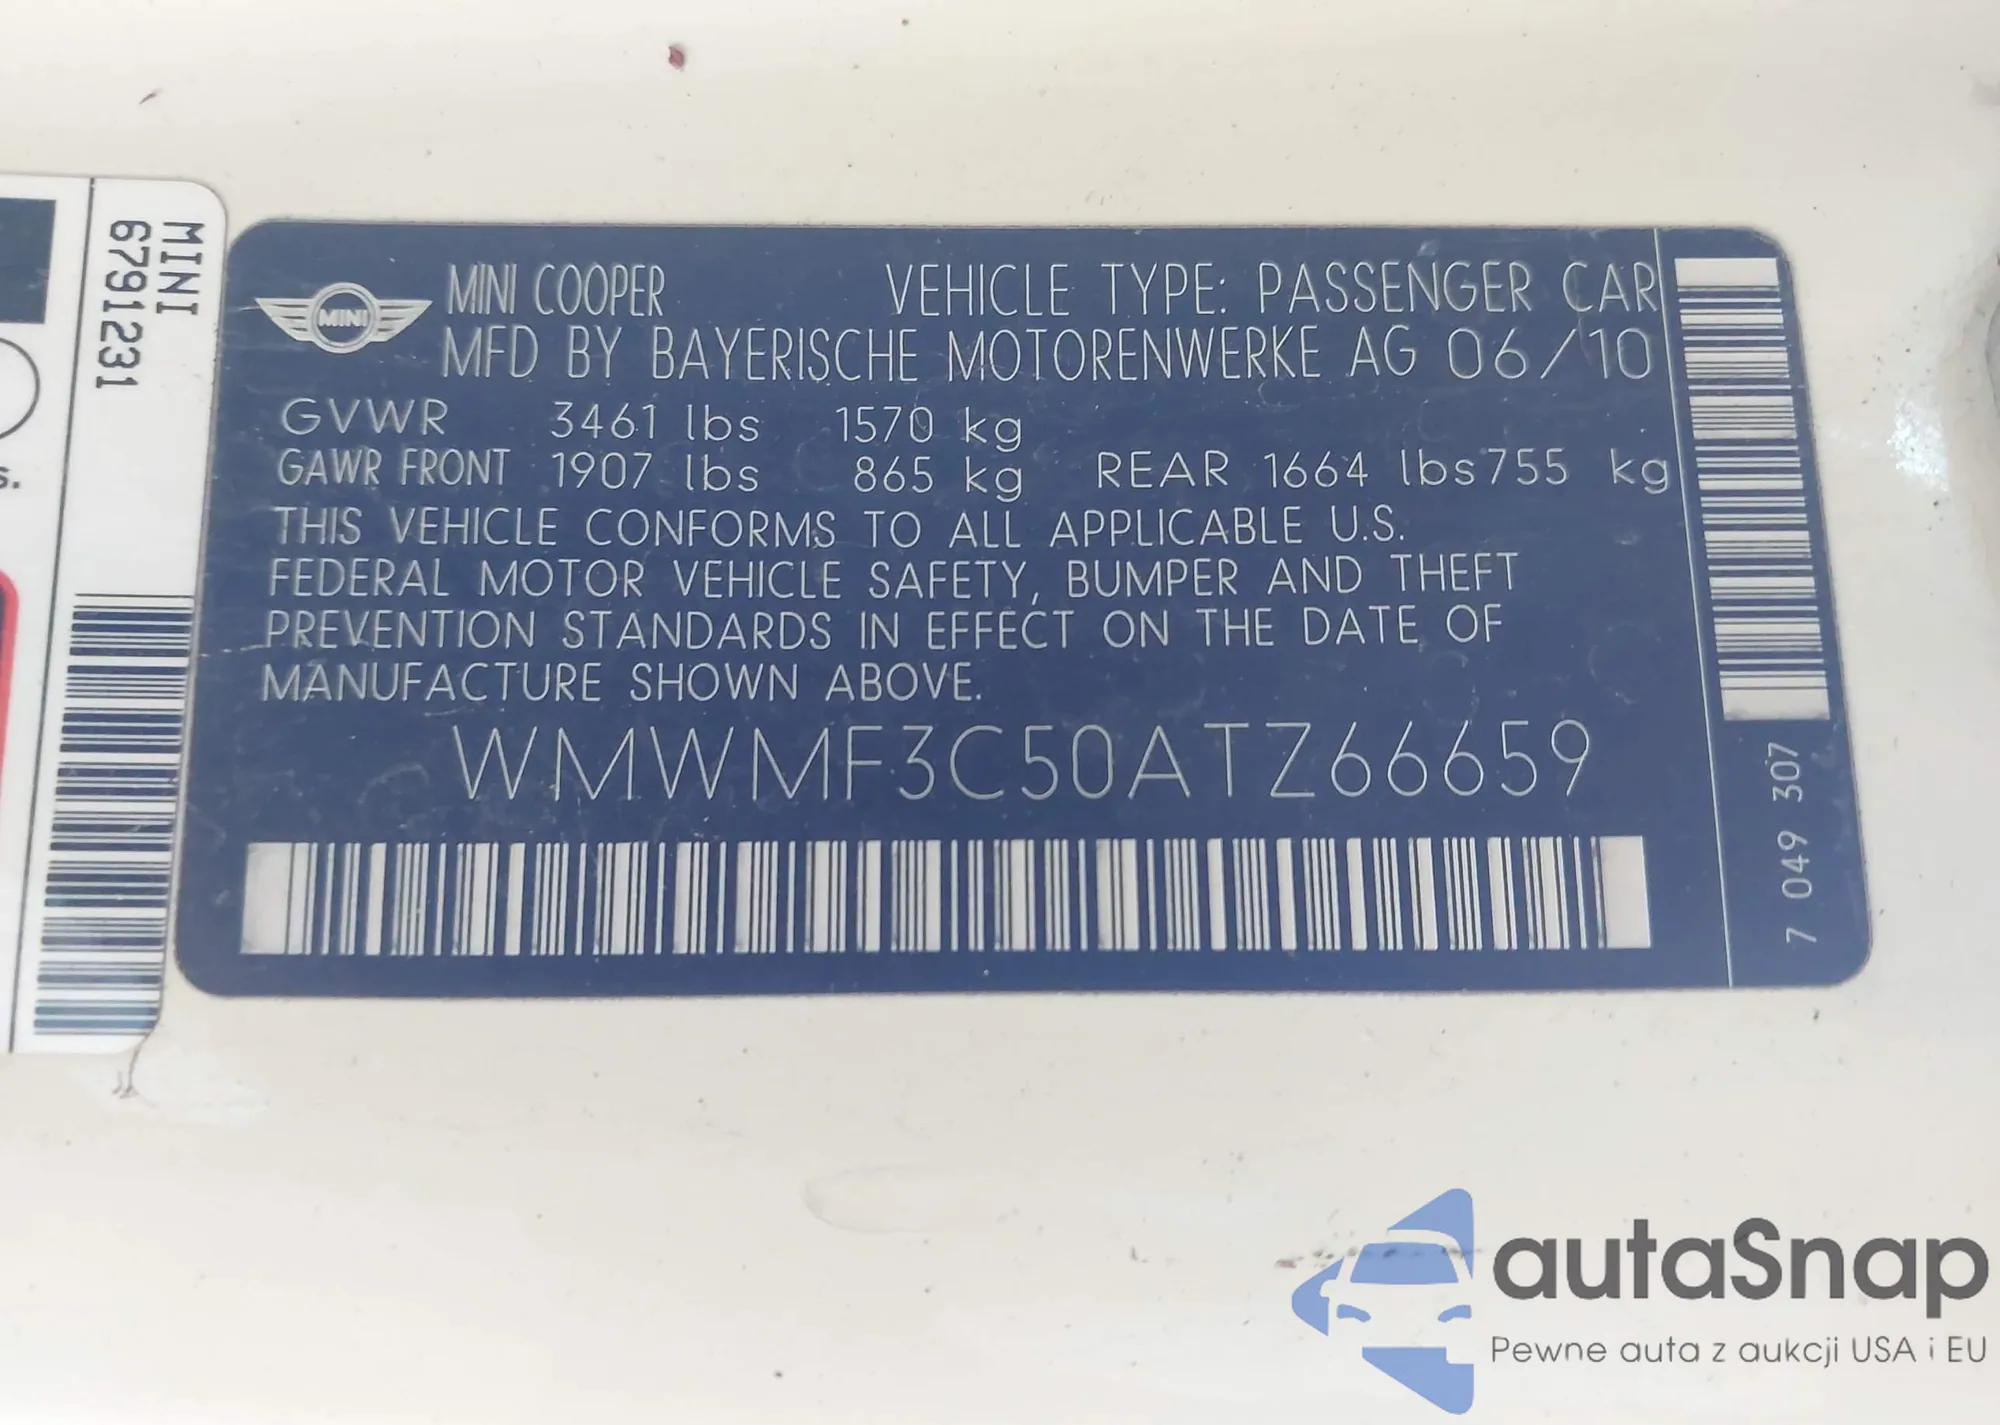 MINI
6791231
s.
MINI
MINI COOPER VEHICLE TYPE: PASSENGER CAR
MFD BY BAYERISCHE MOTORENWERKE AG 06/10
GVWR 3461 lbs 1570 kg
GAWR FRONT 1907 lbs 865 kg REAR 1664 lbs 755 kg
THIS VEHICLE CONFORMS TO ALL APPLICABLE U.S.
FEDERAL MOTOR VEHICLE SAFETY, BUMPER AND THEFT
PREVENTION STANDARDS IN EFFECT ON THE DATE OF
MANUFACTURE SHOWN ABOVE.
WMWMF3C50ATZ66659
7 049 307
autaSnap
Pewne auta z aukcji USA i EU